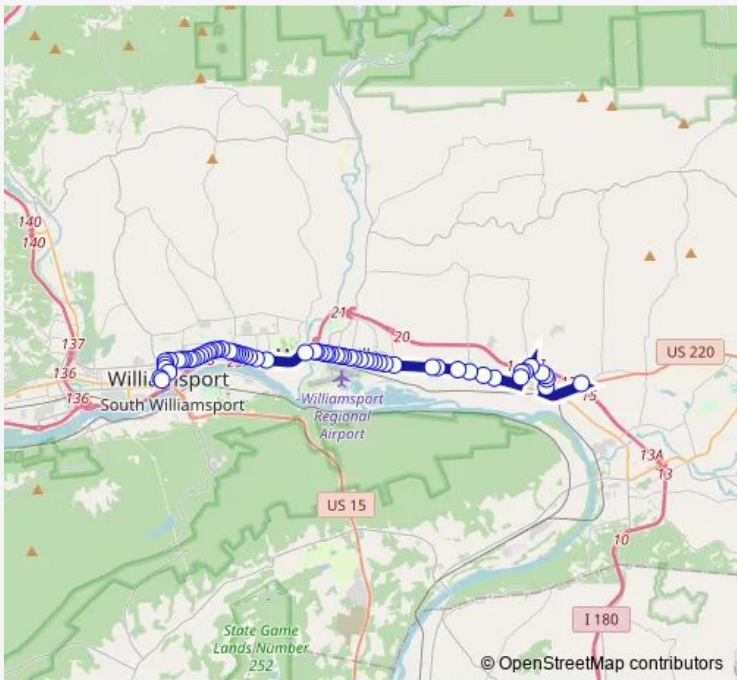 140
140
21
20
137
US 220
136
Williamsport
15
136
South Williamsport
Williamsport
Regional
Airport
13A
13
US 15
10
I 180
State Game
Lands Number
252
© OpenStreetMap contributors